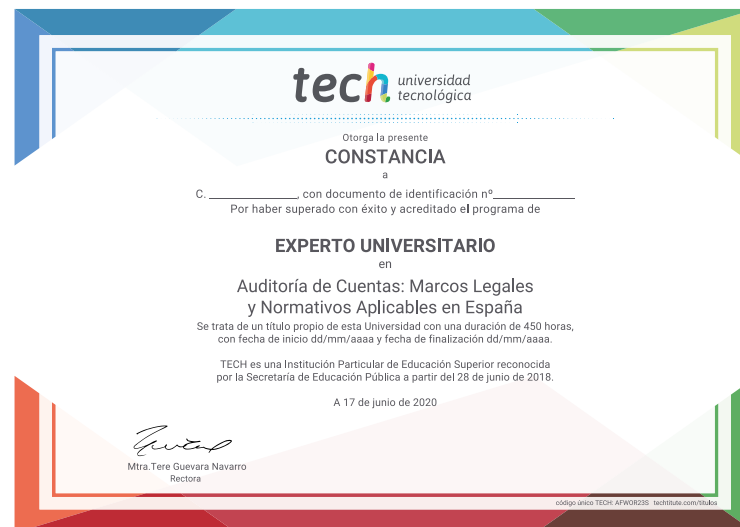 tech universidad
tecnológica
Otorga la presente
CONSTANCIA
a
C. ______________, con documento de identificación nº______________
Por haber superado con éxito y acreditado el programa de
EXPERTO UNIVERSITARIO
en
Auditoría de Cuentas: Marcos Legales
y Normativos Aplicables en España
Se trata de un título propio de esta Universidad con una duración de 450 horas,
con fecha de inicio dd/mm/aaaa y fecha de finalización dd/mm/aaaa.
TECH es una Institución Particular de Educación Superior reconocida
por la Secretaría de Educación Pública a partir del 28 de junio de 2018.
A 17 de junio de 2020
Mtra.Tere Guevara Navarro
Rectora
código único TECH: AFWOR23S techtitute.com/titulos